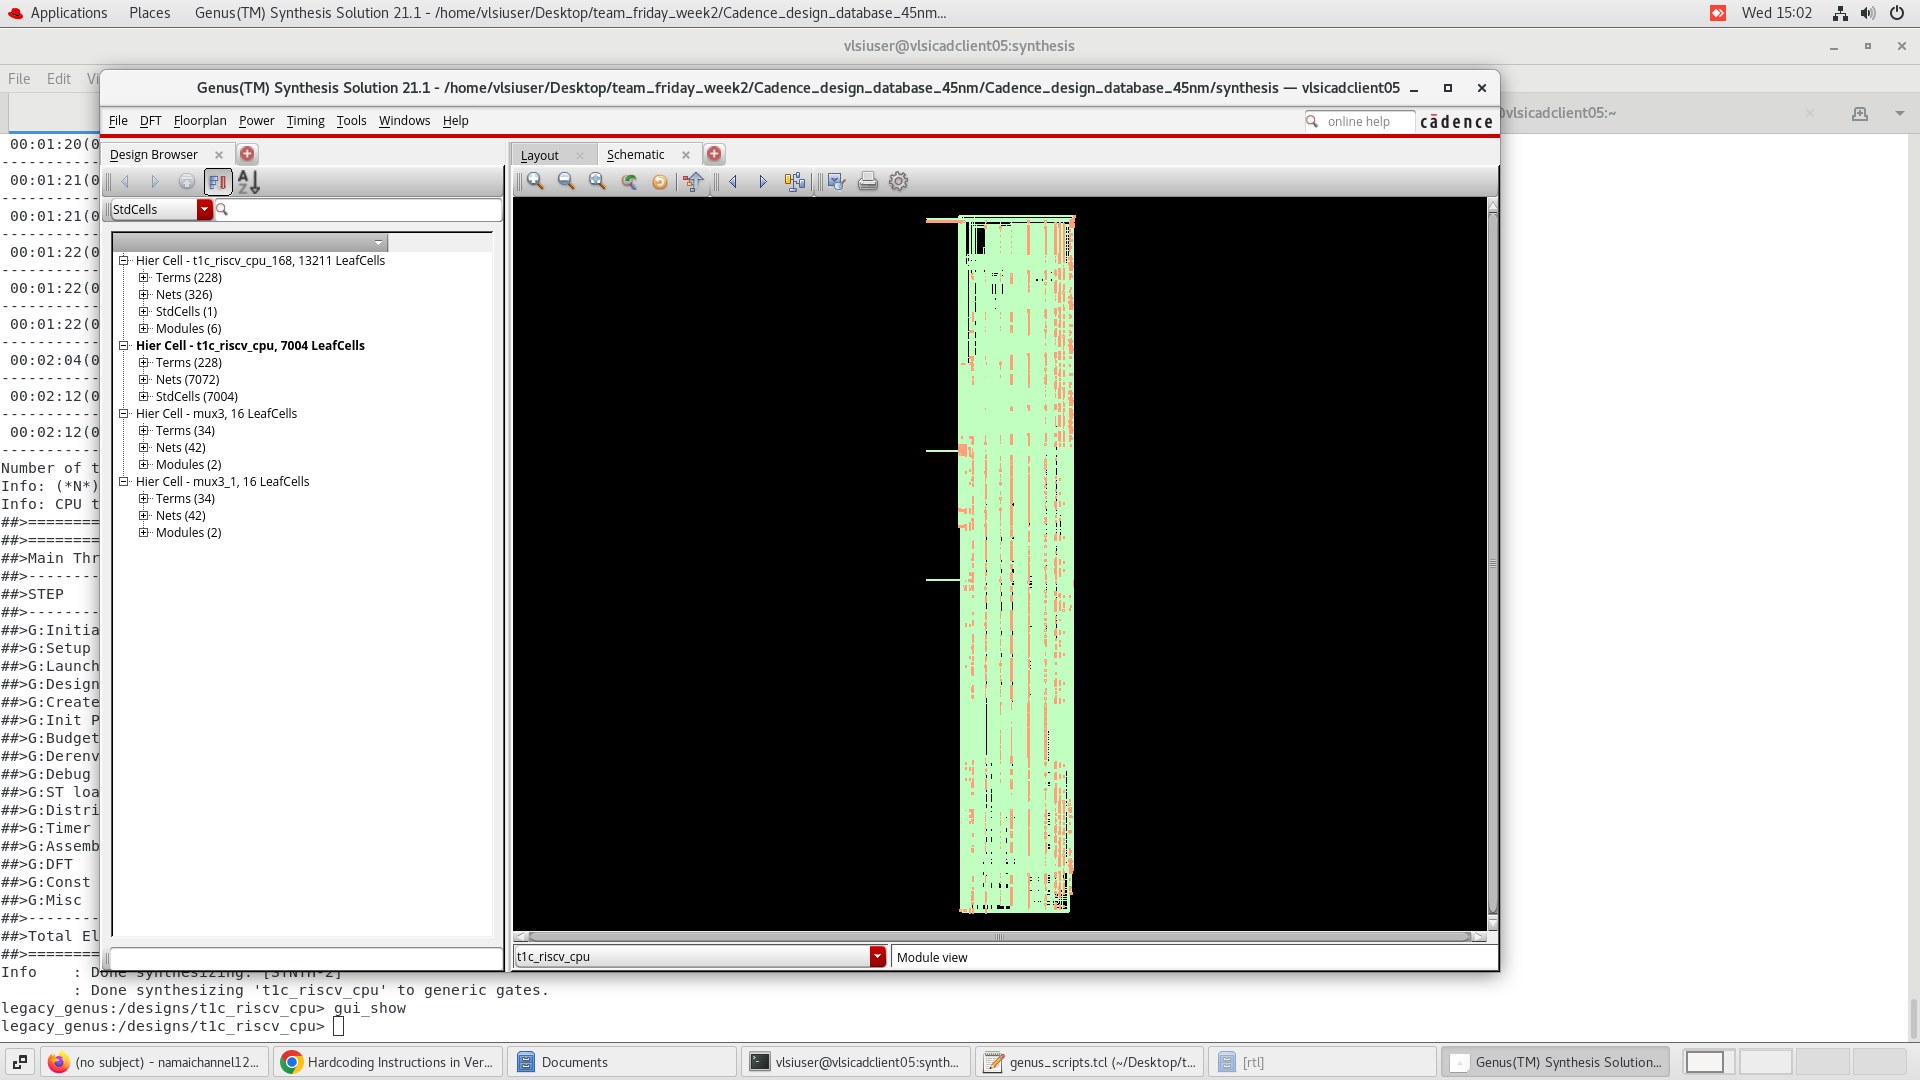 Applications Places Genus(TM) Synthesis Solution 21.1 - /home/vlsiuser/Desktop/team_friday_week2/Cadence_design_database_45nm... Wed 15:02
vlsiuser@vlsicadclient05:synthesis
File Edit Vi
Genus(TM) Synthesis Solution 21.1 - /home/vlsiuser/Desktop/team_friday_week2/Cadence_design_database_45nm/Cadence_design_database_45nm/synthesis — vlsicadclient05
@vlsicadclient05:~
File DFT Floorplan Power Timing Tools Windows Help online help cādence
Design Browser
Layout Schematic
StdCells
Hier Cell - t1c_riscv_cpu_168, 13211 LeafCells
Terms (228)
Nets (326)
StdCells (1)
Modules (6)
Hier Cell - t1c_riscv_cpu, 7004 LeafCells
Terms (228)
Nets (7072)
StdCells (7004)
Hier Cell - mux3, 16 LeafCells
Terms (34)
Nets (42)
Modules (2)
Hier Cell - mux3_1, 16 LeafCells
Terms (34)
Nets (42)
Modules (2)
t1c_riscv_cpu Module view
00:01:20(0
00:01:21(0
00:01:21(0
00:01:22(0
00:01:22(0
00:01:22(0
00:02:04(0
00:02:12(0
00:02:12(0
Number of t
Info: (*N*)
Info: CPU t
##>========
##>========
##>Main Thr
##>--------
##>STEP
##>--------
##>G:Initia
##>G:Setup
##>G:Launch
##>G:Design
##>G:Create
##>G:Init P
##>G:Budget
##>G:Derenv
##>G:Debug
##>G:ST loa
##>G:Distri
##>G:Timer
##>G:Assemb
##>G:DFT
##>G:Const
##>G:Misc
##>--------
##>Total El
##>========
Info : Done synthesizing. [SYNTH-2]
: Done synthesizing 't1c_riscv_cpu' to generic gates.
legacy_genus:/designs/t1c_riscv_cpu> gui_show
legacy_genus:/designs/t1c_riscv_cpu>
(no subject) - namaichannel12... Hardcoding Instructions in Ver... Documents vlsiuser@vlsicadclient05:synth... genus_scripts.tcl (~/Desktop/t... [rtl] Genus(TM) Synthesis Solution...